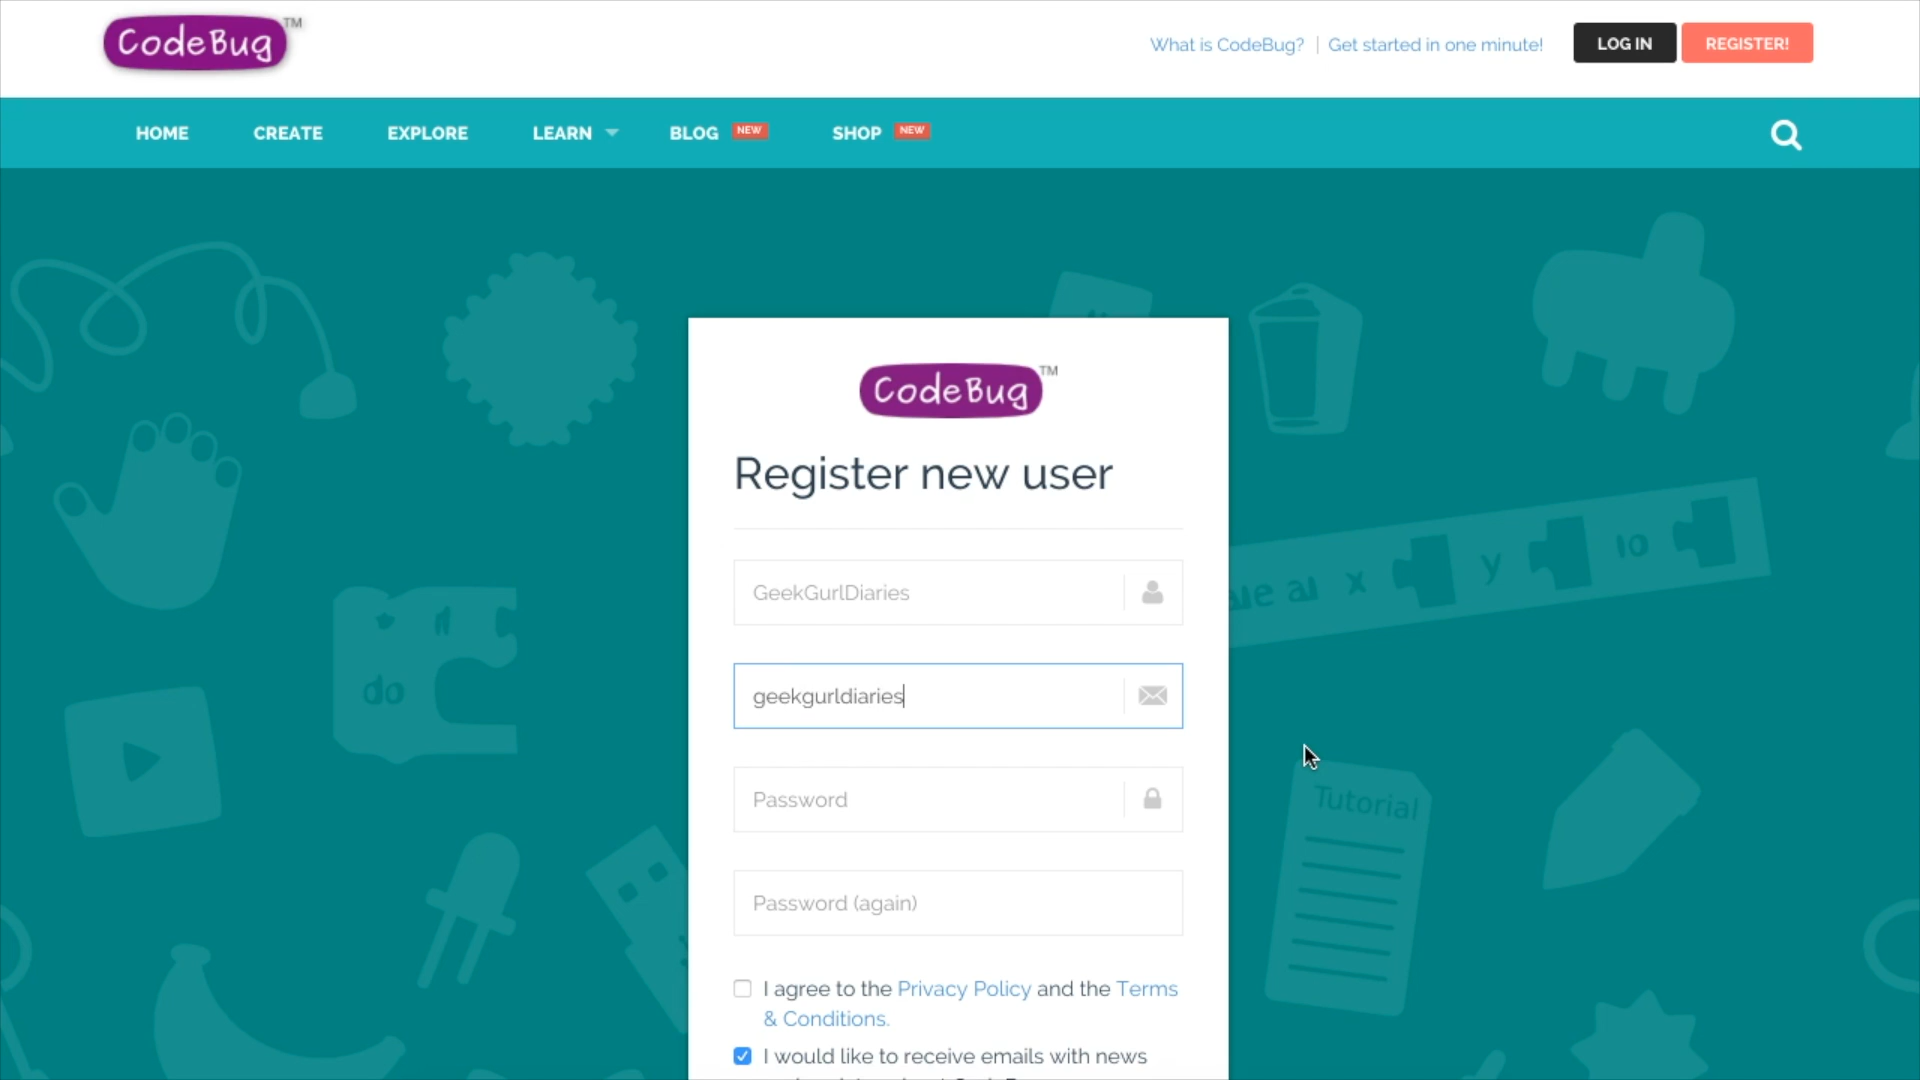 CodeBug™
What is CodeBug? | Get started in one minute! LOG IN REGISTER!
HOME CREATE EXPLORE LEARN BLOG NEW SHOP NEW
CodeBug™
Register new user
GeekGurlDiaries
geekgurldiaries
Password
Password (again)
I agree to the Privacy Policy and the Terms
& Conditions.
I would like to receive emails with news
do
x y to
Tutorial